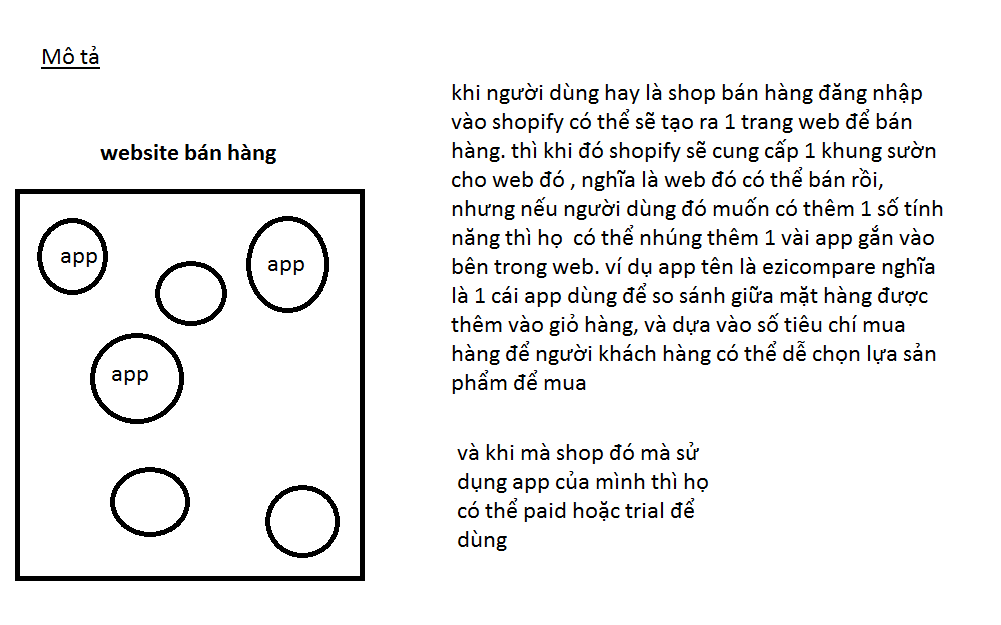 Mô tả
website bán hàng
app
app
app
khi người dùng hay là shop bán hàng đăng nhập
vào shopify có thể sẽ tạo ra 1 trang web để bán
hàng. thì khi đó shopify sẽ cung cấp 1 khung sườn
cho web đó , nghĩa là web đó có thể bán rồi,
nhưng nếu người dùng đó muốn có thêm 1 số tính
năng thì họ  có thể nhúng thêm 1 vài app gắn vào
bên trong web. ví dụ app tên là ezicompare nghĩa
là 1 cái app dùng để so sánh giữa mặt hàng được
thêm vào giỏ hàng, và dựa vào số tiêu chí mua
hàng để người khách hàng có thể dễ chọn lựa sản
phẩm để mua
và khi mà shop đó mà sử
dụng app của mình thì họ
có thể paid hoặc trial để
dùng